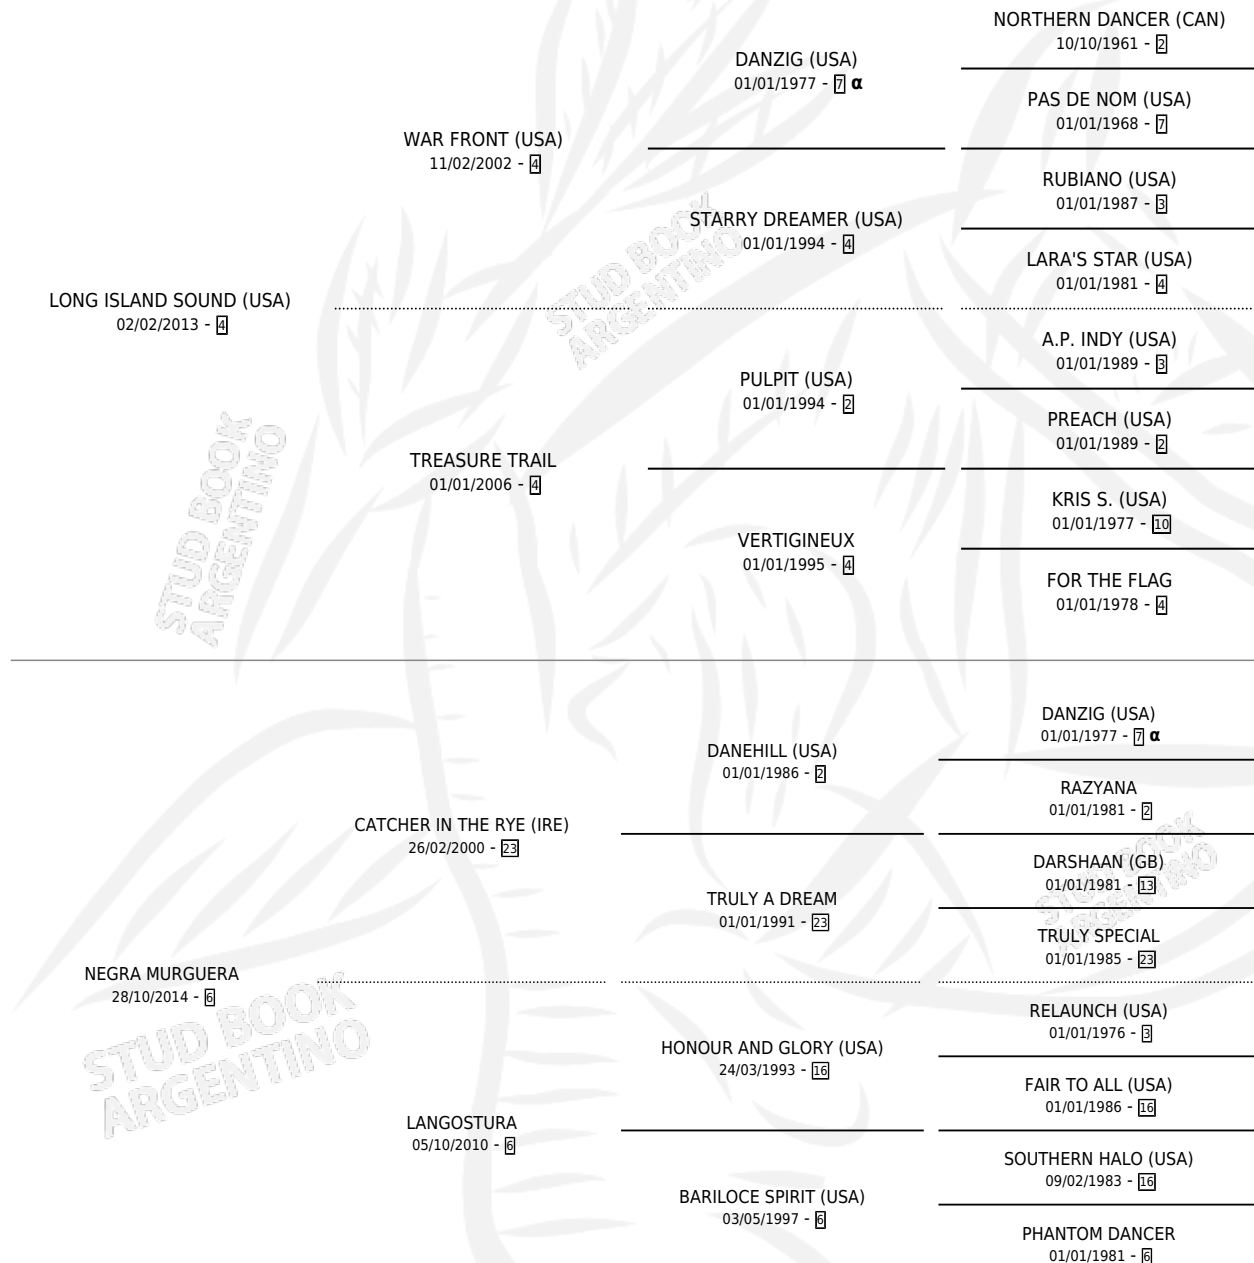 NORTHERN DANCER (CAN)
10/10/1961 - 2
DANZIG (USA)
01/01/1977 - 7 α
PAS DE NOM (USA)
01/01/1968 - 7
WAR FRONT (USA)
11/02/2002 - 4
RUBIANO (USA)
01/01/1987 - 3
STARRY DREAMER (USA)
01/01/1994 - 4
LARA'S STAR (USA)
01/01/1981 - 4
LONG ISLAND SOUND (USA)
02/02/2013 - 4
A.P. INDY (USA)
01/01/1989 - 3
PULPIT (USA)
01/01/1994 - 2
PREACH (USA)
01/01/1989 - 2
TREASURE TRAIL
01/01/2006 - 4
KRIS S. (USA)
01/01/1977 - 10
VERTIGINEUX
01/01/1995 - 4
FOR THE FLAG
01/01/1978 - 4
DANZIG (USA)
01/01/1977 - 7 α
DANEHILL (USA)
01/01/1986 - 2
RAZYANA
01/01/1981 - 2
CATCHER IN THE RYE (IRE)
26/02/2000 - 23
DARSHAAN (GB)
01/01/1981 - 13
TRULY A DREAM
01/01/1991 - 23
TRULY SPECIAL
01/01/1985 - 23
NEGRA MURGUERA
28/10/2014 - 6
RELAUNCH (USA)
01/01/1976 - 3
HONOUR AND GLORY (USA)
24/03/1993 - 16
FAIR TO ALL (USA)
01/01/1986 - 16
LANGOSTURA
05/10/2010 - 6
SOUTHERN HALO (USA)
09/02/1983 - 16
BARILOCE SPIRIT (USA)
03/05/1997 - 6
PHANTOM DANCER
01/01/1981 - 6
STUD BOOK
ARGENTINO
STUD BOOK
ARGENTINO
STUD BOOK
ARGENTINO
STUD BOOK
ARGENTINO